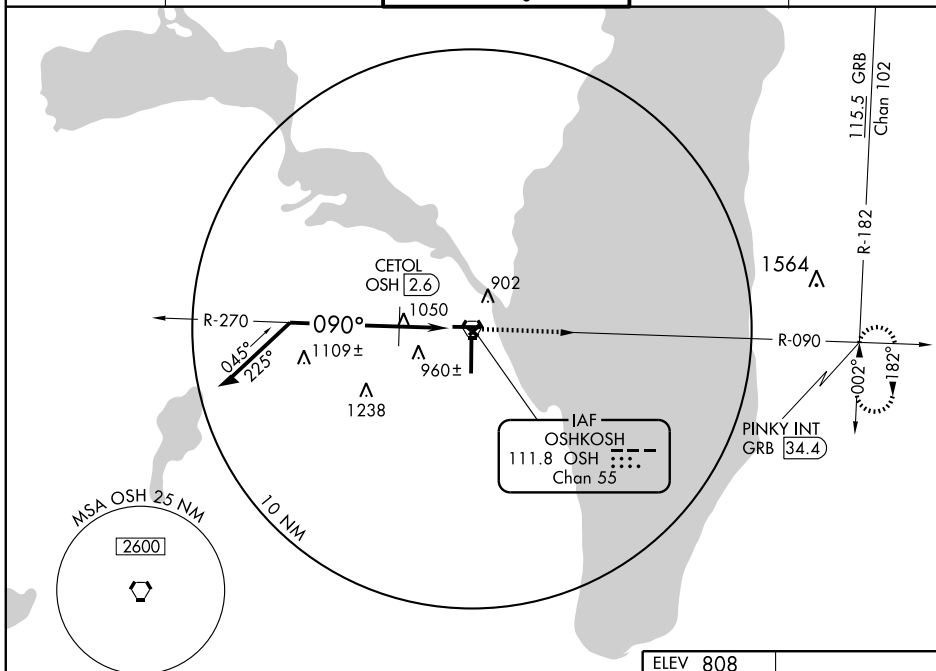 115.5 GRB
Chan 102
R-182
1564
CETOL
OSH 2.6
902
1050
R-270
090°
045°
225°
1109±
960±
1238
R-090
002°
182°
IAF
OSHKOSH
111.8 OSH
Chan 55
PINKY INT
GRB 34.4
10 NM
MSA OSH 25 NM
2600
ELEV 808